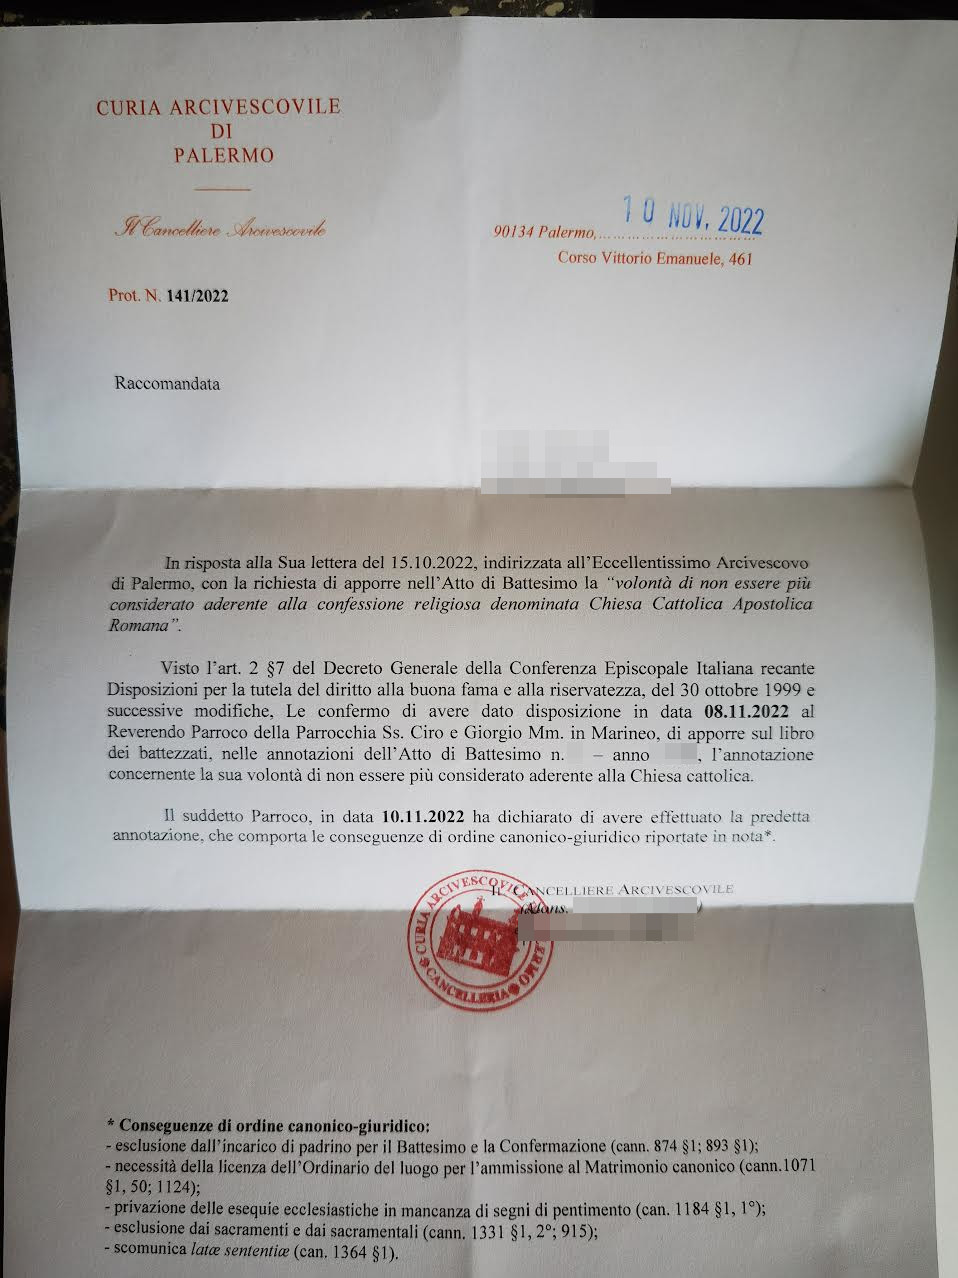 CURIA ARCIVESCOVILE
DI
PALERMO
Il Cancelliere Arcivescovile
10 NOV. 2022
90134 Palermo,
Corso Vittorio Emanuele, 461
Prot. N. 141/2022
Raccomandata
In risposta alla Sua lettera del 15.10.2022, indirizzata all'Eccellentissimo Arcivescovo
di Palermo, con la richiesta di apporre nell'Atto di Battesimo la “volontà di non essere più
considerato aderente alla confessione religiosa denominata Chiesa Cattolica Apostolica
Romana”.
Visto l'art. 2 §7 del Decreto Generale della Conferenza Episcopale Italiana recante
Disposizioni per la tutela del diritto alla buona fama e alla riservatezza, del 30 ottobre 1999 e
successive modifiche, Le confermo di avere dato disposizione in data 08.11.2022 al
Reverendo Parroco della Parrocchia Ss. Ciro e Giorgio Mm. in Marineo, di apporre sul libro
dei battezzati, nelle annotazioni dell'Atto di Battesimo n. – anno , l'annotazione
concernente la sua volontà di non essere più considerato aderente alla Chiesa cattolica.
Il suddetto Parroco, in data 10.11.2022 ha dichiarato di avere effettuato la predetta
annotazione, che comporta le conseguenze di ordine canonico-giuridico riportate in nota*.
IL CANCELLIERE ARCIVESCOVILE
(Mons. )
CURIA ARCIVESCOVILE
CANCELLERIA
* Conseguenze di ordine canonico-giuridico:
- esclusione dall'incarico di padrino per il Battesimo e la Confermazione (cann. 874 §1; 893 §1);
- necessità della licenza dell'Ordinario del luogo per l'ammissione al Matrimonio canonico (cann.1071
§1, 50; 1124);
- privazione delle esequie ecclesiastiche in mancanza di segni di pentimento (can. 1184 §1, 1°);
- esclusione dai sacramenti e dai sacramentali (cann. 1331 §1, 2°; 915);
- scomunica latæ sententiæ (can. 1364 §1).